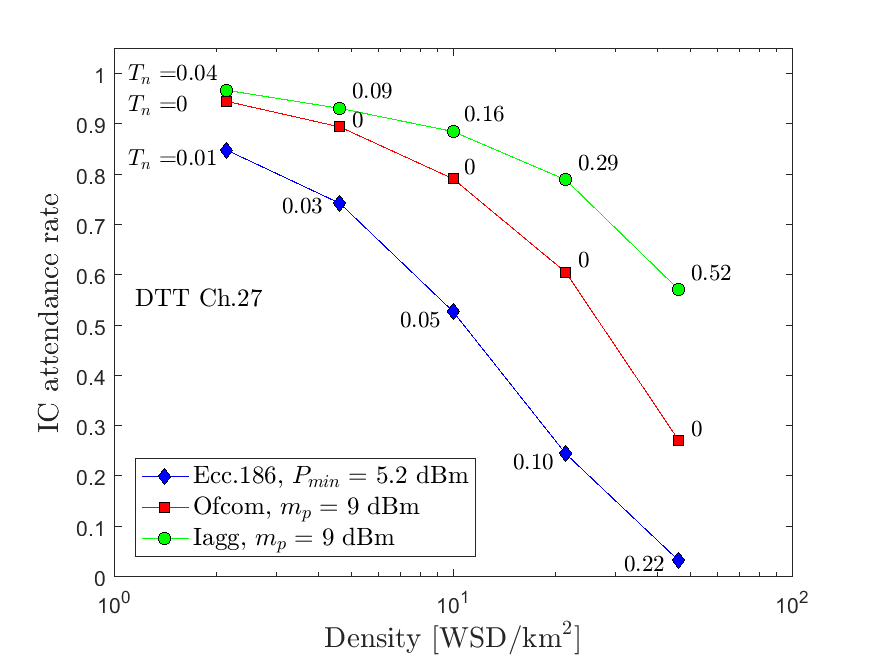 1
0.9
0.8
0.7
0.6
0.5
0.4
0.3
0.2
0.1
0
IC attendance rate
T_n =0.04
T_n =0
T_n =0.01
0.09
0
0.03
0.16
0
0.05
0.29
0
0.10
0.52
0
0.22
DTT Ch.27
Ecc.186, P_min = 5.2 dBm
Ofcom, m_p = 9 dBm
Iagg, m_p = 9 dBm
10^0
10^1
10^2
Density [WSD/km^2]